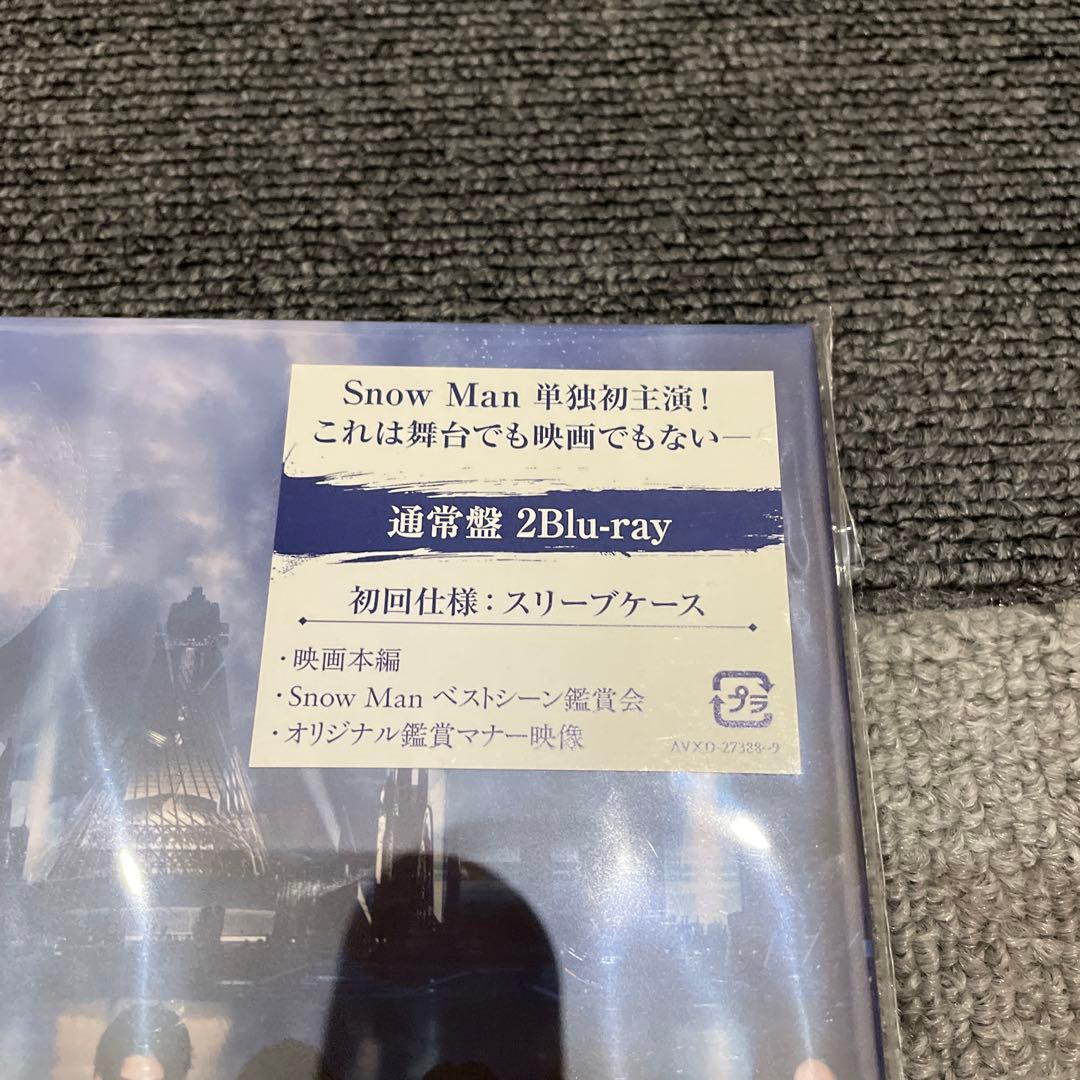 Snow Man 単独初主演！
これは舞台でも映画でもない―
通常盤 2Blu-ray
初回仕様：スリーブケース
・映画本編
・Snow Man ベストシーン鑑賞会
・オリジナル鑑賞マナー映像
プラ
AVXD-27388~9